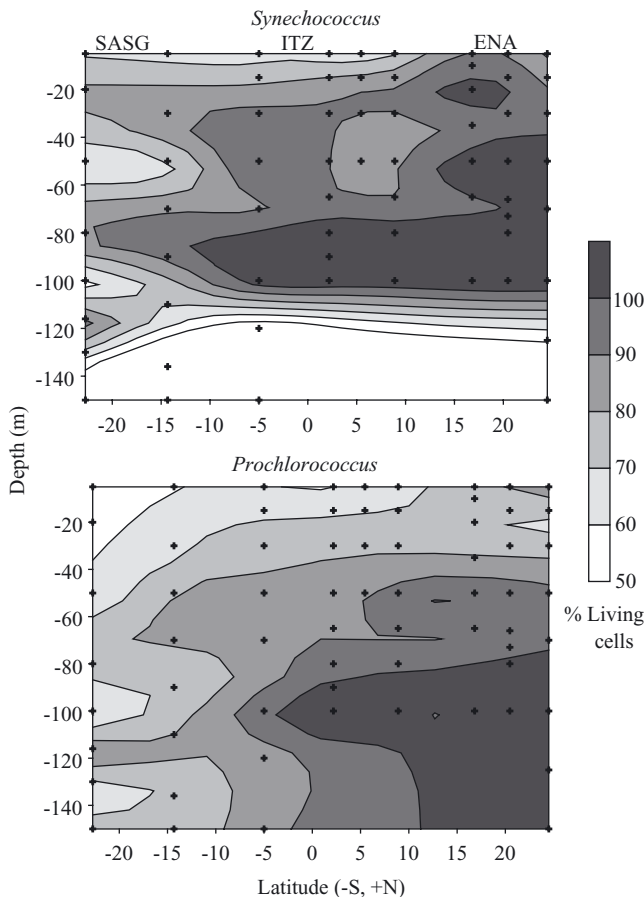 Synechococcus
SASG ITZ ENA
-20
-40
-60
-80
-100
-120
-140
-20 -15 -10 -5 0 5 10 15 20
Depth (m)
100
90
80
70
60
50
% Living
cells
Prochlorococcus
-20
-40
-60
-80
-100
-120
-140
-20 -15 -10 -5 0 5 10 15 20
Latitude (-S, +N)